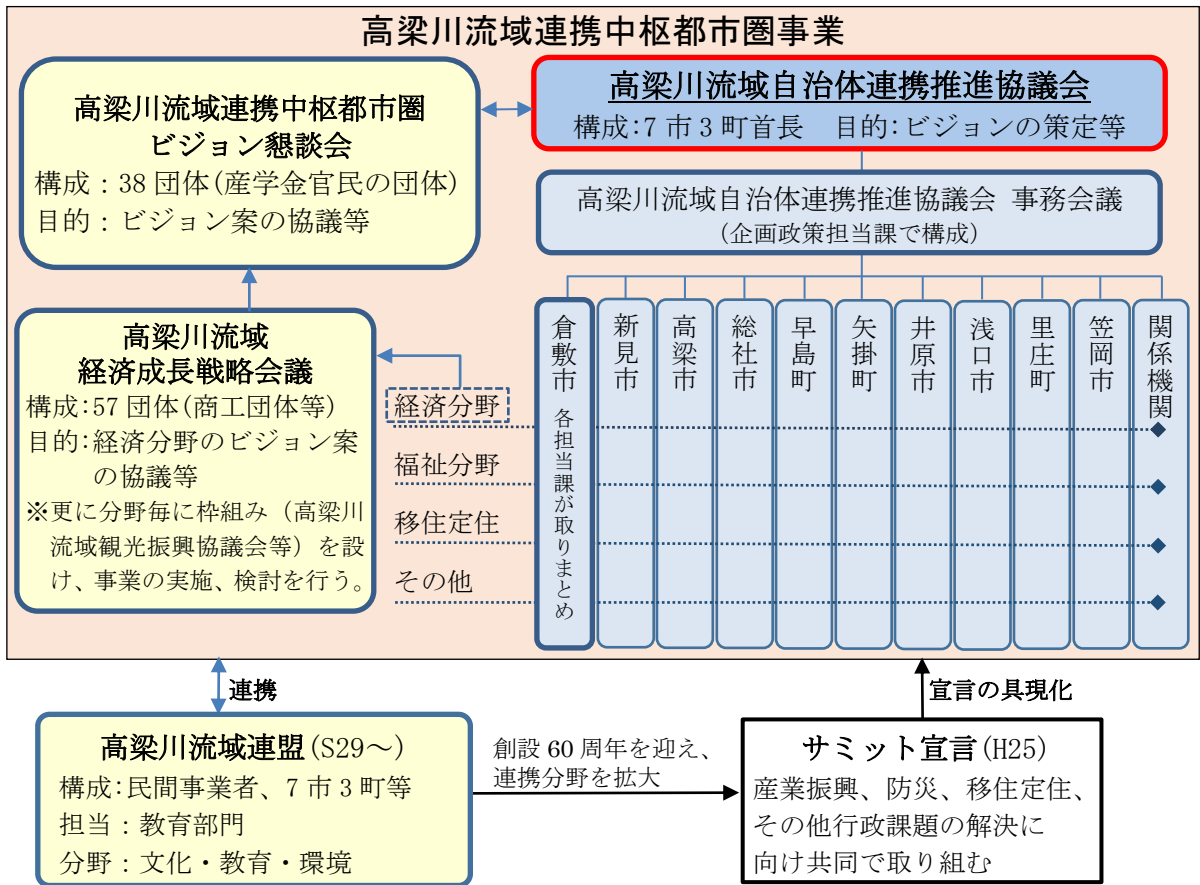 高梁川流域連携中枢都市圏事業
高梁川流域連携中枢都市圏
ビジョン懇談会
構成：38団体(産学金官民の団体)
目的：ビジョン案の協議等
高梁川流域自治体連携推進協議会
構成:7市3町首長　目的:ビジョンの策定等
高梁川流域自治体連携推進協議会 事務会議
(企画政策担当課で構成)
高梁川流域
経済成長戦略会議
構成:57団体(商工団体等)
目的:経済分野のビジョン案
の協議等
※更に分野毎に枠組み（高梁川
流域観光振興協議会等）を設
け、事業の実施、検討を行う。
経済分野
福祉分野
移住定住
その他
倉敷市 各担当課が取りまとめ
新見市
高梁市
総社市
早島町
矢掛町
井原市
浅口市
里庄町
笠岡市
関係機関
連携
宣言の具現化
高梁川流域連盟(S29～)
構成:民間事業者、7市3町等
担当：教育部門
分野：文化・教育・環境
創設60周年を迎え、
連携分野を拡大
サミット宣言(H25)
産業振興、防災、移住定住、
その他行政課題の解決に
向け共同で取り組む